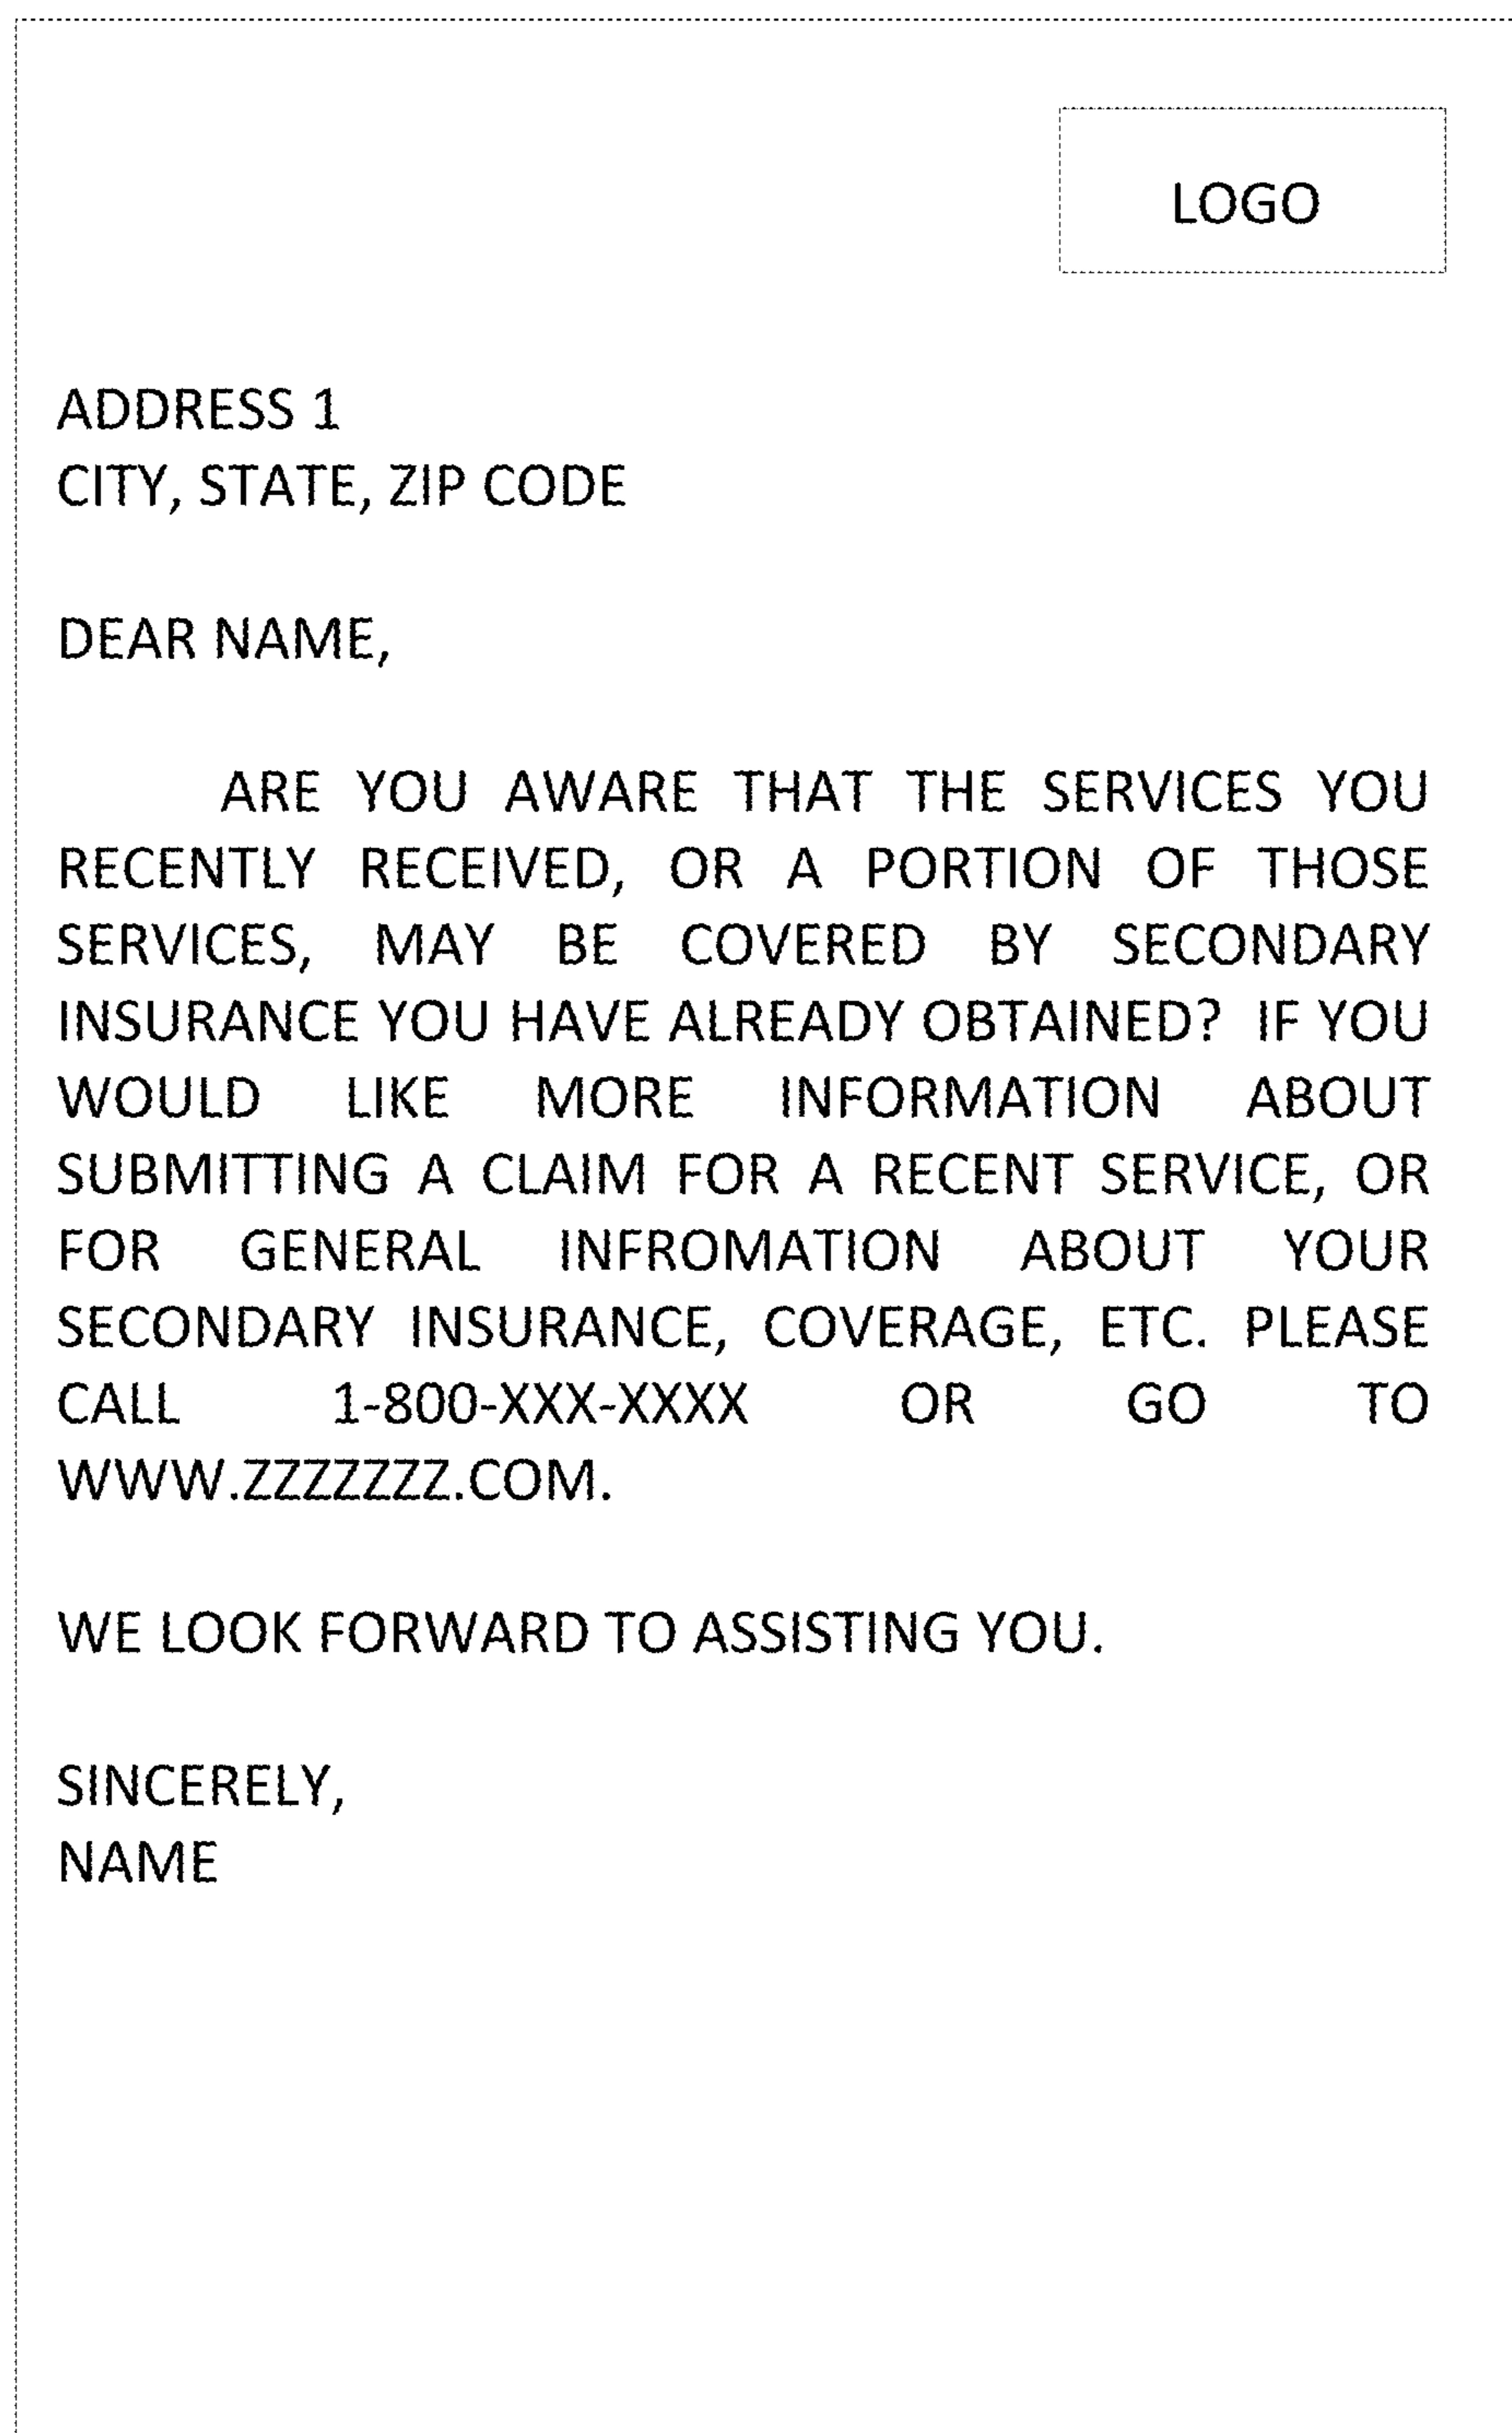 LOGO
ADDRESS 1
CITY, STATE, ZIP CODE
DEAR NAME,
ARE YOU AWARE THAT THE SERVICES YOU
RECENTLY RECEIVED, OR A PORTION OF THOSE
SERVICES, MAY BE COVERED BY SECONDARY
INSURANCE YOU HAVE ALREADY OBTAINED? IF YOU
WOULD LIKE MORE INFORMATION ABOUT
SUBMITTING A CLAIM FOR A RECENT SERVICE, OR
FOR GENERAL INFROMATION ABOUT YOUR
SECONDARY INSURANCE, COVERAGE, ETC. PLEASE
CALL 1-800-XXX-XXXX OR GO TO
WWW.ZZZZZZZ.COM.
WE LOOK FORWARD TO ASSISTING YOU.
SINCERELY,
NAME